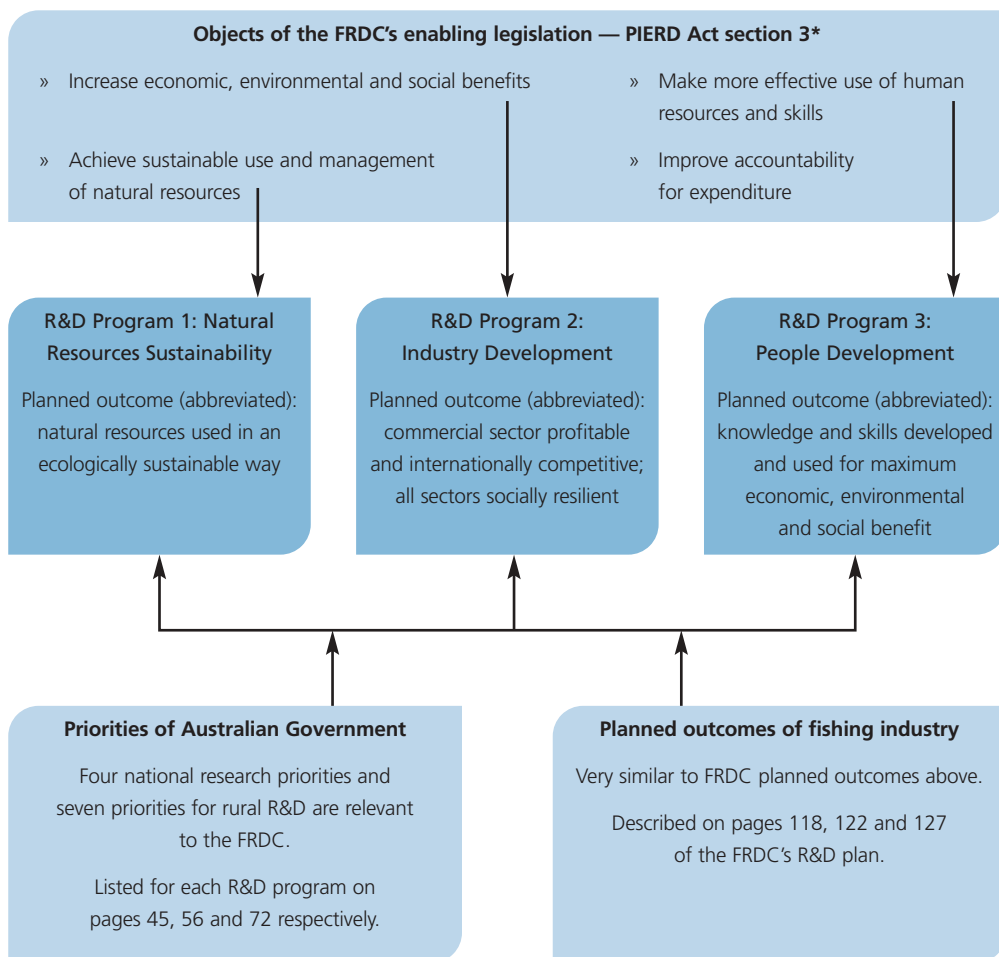 Objects of the FRDC's enabling legislation — PIERD Act section 3*
» Increase economic, environmental and social benefits
» Achieve sustainable use and management
of natural resources
» Make more effective use of human
resources and skills
» Improve accountability
for expenditure
R&D Program 1: Natural
Resources Sustainability
Planned outcome (abbreviated):
natural resources used in an
ecologically sustainable way
R&D Program 2:
Industry Development
Planned outcome (abbreviated):
commercial sector profitable
and internationally competitive;
all sectors socially resilient
R&D Program 3:
People Development
Planned outcome (abbreviated):
knowledge and skills developed
and used for maximum
economic, environmental
and social benefit
Priorities of Australian Government
Four national research priorities and
seven priorities for rural R&D are relevant
to the FRDC.
Listed for each R&D program on
pages 45, 56 and 72 respectively.
Planned outcomes of fishing industry
Very similar to FRDC planned outcomes above.
Described on pages 118, 122 and 127
of the FRDC's R&D plan.